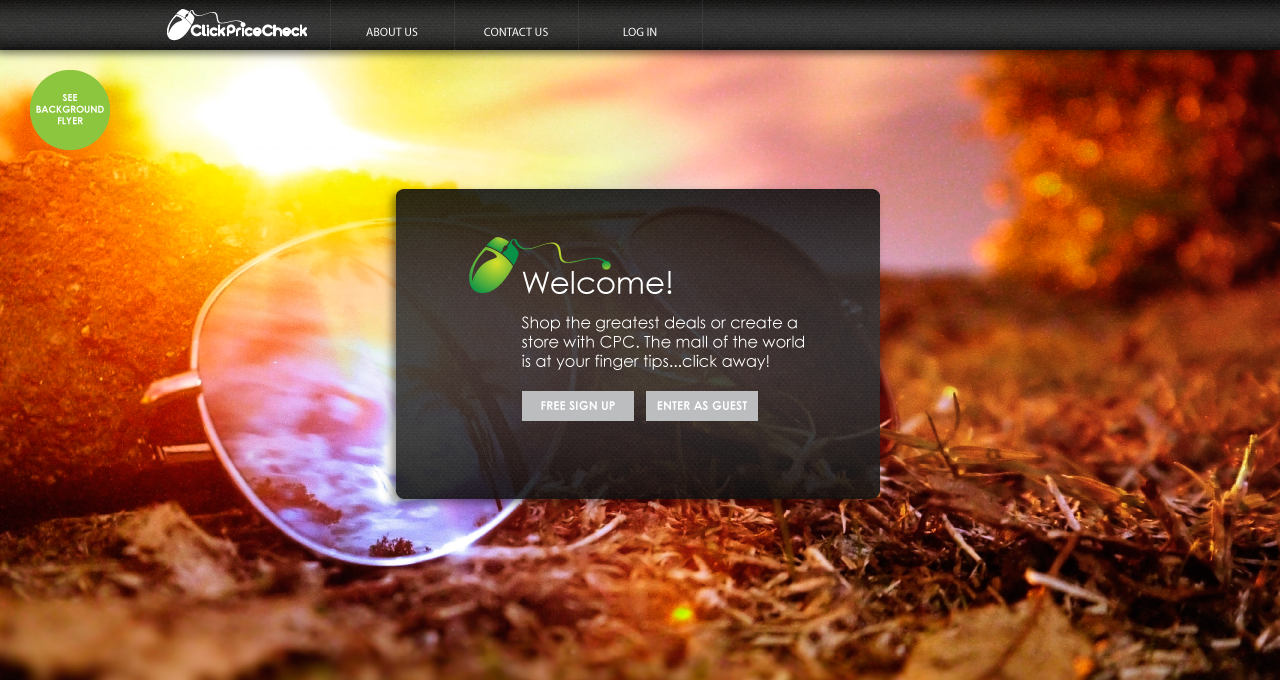 ClickPriceCheck
ABOUT US
CONTACT US
LOG IN
SEE
BACKGROUND
FLYER
Welcome!
Shop the greatest deals or create a
store with CPC. The mall of the world
is at your finger tips...click away!
FREE SIGN UP
ENTER AS GUEST